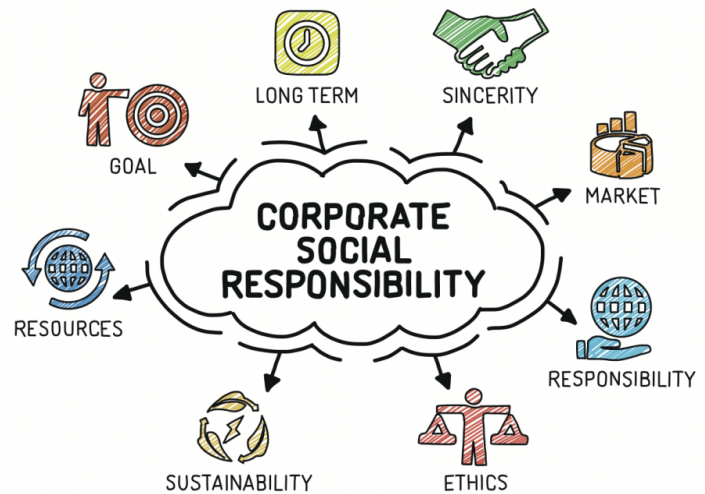 LONG TERM
SINCERITY
GOAL
MARKET
CORPORATE
SOCIAL
RESPONSIBILITY
RESOURCES
RESPONSIBILITY
SUSTAINABILITY
ETHICS